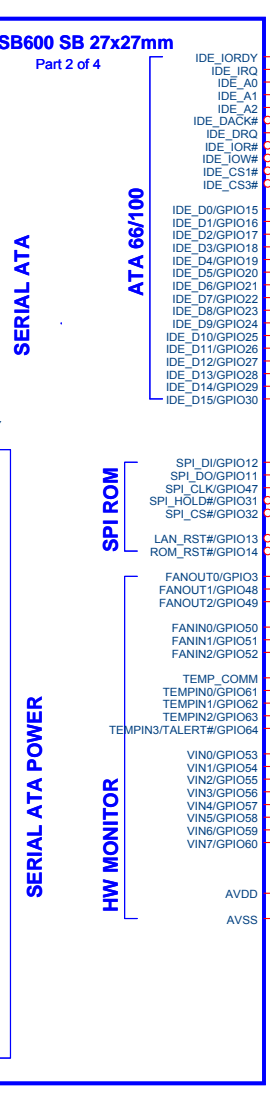 SB600 SB 27x27mm
Part 2 of 4
IDE_IORDY
IDE_IRQ
IDE_A0
IDE_A1
IDE_A2
IDE_DACK#
IDE_DRQ
IDE_IOR#
IDE_IOW#
IDE_CS1#
IDE_CS3#
ATA 66/100
IDE_D0/GPIO15
IDE_D1/GPIO16
IDE_D2/GPIO17
IDE_D3/GPIO18
IDE_D4/GPIO19
IDE_D5/GPIO20
IDE_D6/GPIO21
IDE_D7/GPIO22
IDE_D8/GPIO23
IDE_D9/GPIO24
IDE_D10/GPIO25
IDE_D11/GPIO26
IDE_D12/GPIO27
IDE_D13/GPIO28
IDE_D14/GPIO29
IDE_D15/GPIO30
SERIAL ATA
SPI ROM
SPI_DI/GPIO12
SPI_DO/GPIO11
SPI_CLK/GPIO47
SPI_HOLD#/GPIO31
SPI_CS#/GPIO32
LAN_RST#/GPIO13
ROM_RST#/GPIO14
FANOUT0/GPIO3
FANOUT1/GPIO48
FANOUT2/GPIO49
FANIN0/GPIO50
FANIN1/GPIO51
FANIN2/GPIO52
TEMP_COMM
TEMPIN0/GPIO61
TEMPIN1/GPIO62
TEMPIN2/GPIO63
TEMPIN3/TALERT#/GPIO64
SERIAL ATA POWER
HW MONITOR
VIN0/GPIO53
VIN1/GPIO54
VIN2/GPIO55
VIN3/GPIO56
VIN4/GPIO57
VIN5/GPIO58
VIN6/GPIO59
VIN7/GPIO60
AVDD
AVSS